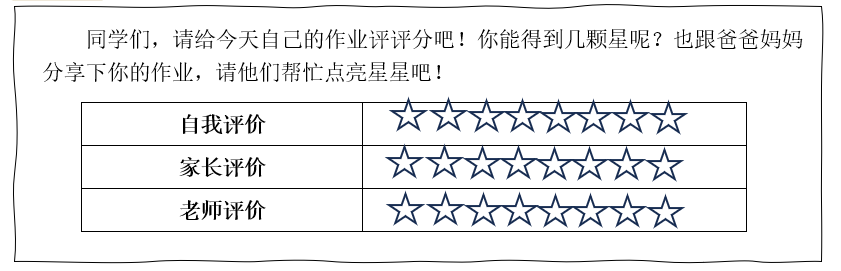 同学们，请给今天自己的作业评评分吧！你能得到几颗星呢？也跟爸爸妈妈
分享下你的作业，请他们帮忙点亮星星吧！
自我评价
家长评价
老师评价